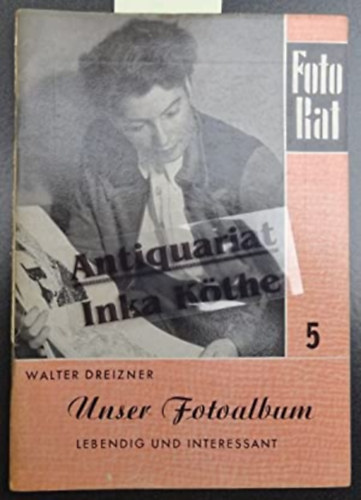 Foto
Rat
Antiquariat
Inka Köthe
5
WALTER DREIZNER
Unser Fotoalbum
LEBENDIG UND INTERESSANT